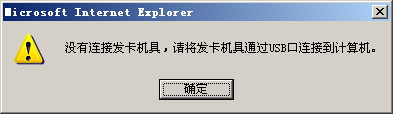 Microsoft Internet Explorer
没有连接发卡机具，请将发卡机具通过USB口连接到计算机。
确定